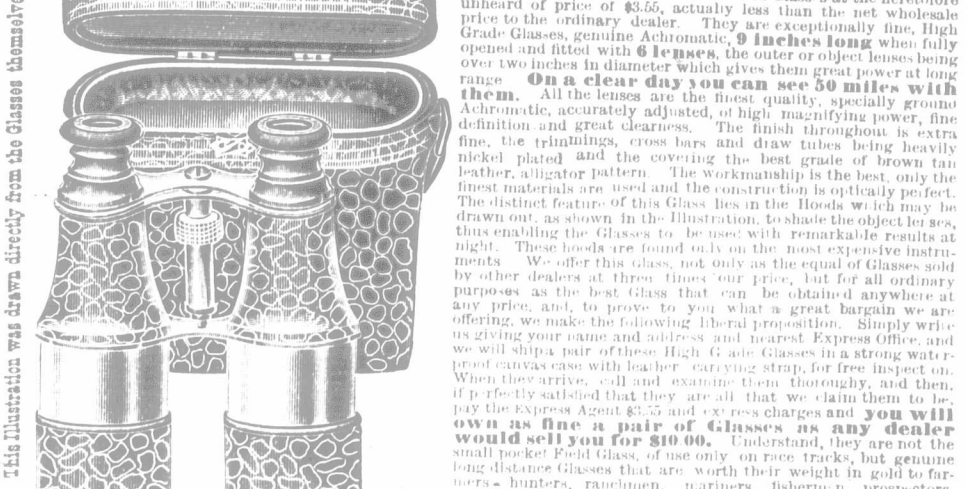 This Illustration was drawn directly from the Glasses themselve
unheard of price of $3.55, actually less than the net wholesale
price to the ordinary dealer. They are exceptionally fine, High
Grade Glasses, genuine Achromatic, 9 inches long when fully
opened and fitted with 6 lenses, the outer or object lenses being
over two inches in diameter which gives them great power at long
range On a clear day you can see 50 miles with
them. All the lenses are the finest quality, specially ground
Achromatic, accurately adjusted, of high magnifying power, fine
definition and great clearness. The finish throughout is extra
fine, the trimmings, cross bars and draw tubes being heavily
nickel plated and the covering the best grade of brown tan
leather, alligator pattern. The workmanship is the best, only the
finest materials are used and the construction is optically perfect.
The distinct feature of this Glass lies in the Hoods which may be
drawn out, as shown in the Illustration, to shade the object lenses,
thus enabling the Glasses to be used with remarkable results at
night. These hoods are found only on the most expensive instru-
ments We offer this Glass, not only as the equal of Glasses sold
by other dealers at three times our price, but for all ordinary
purposes as the best Glass that can be obtained anywhere at
any price, and, to prove to you what a great bargain we are
offering, we make the following liberal proposition. Simply write
us giving your name and address and nearest Express Office, and
we will ship a pair of these High Grade Glasses in a strong water-
proof canvas case with leather carrying strap, for free inspection.
When they arrive, call and examine them thoroughy, and then,
if perfectly satisfied that they are all that we claim them to be,
pay the Express Agent $3.55 and express charges and you will
own as fine a pair of Glasses as any dealer
would sell you for $10.00. Understand, they are not the
small pocket Field Glass, of use only on race tracks, but genuine
long distance Glasses that are worth their weight in gold to far-
mers - hunters, ranchmen, mariners, fishermen, prospectors,